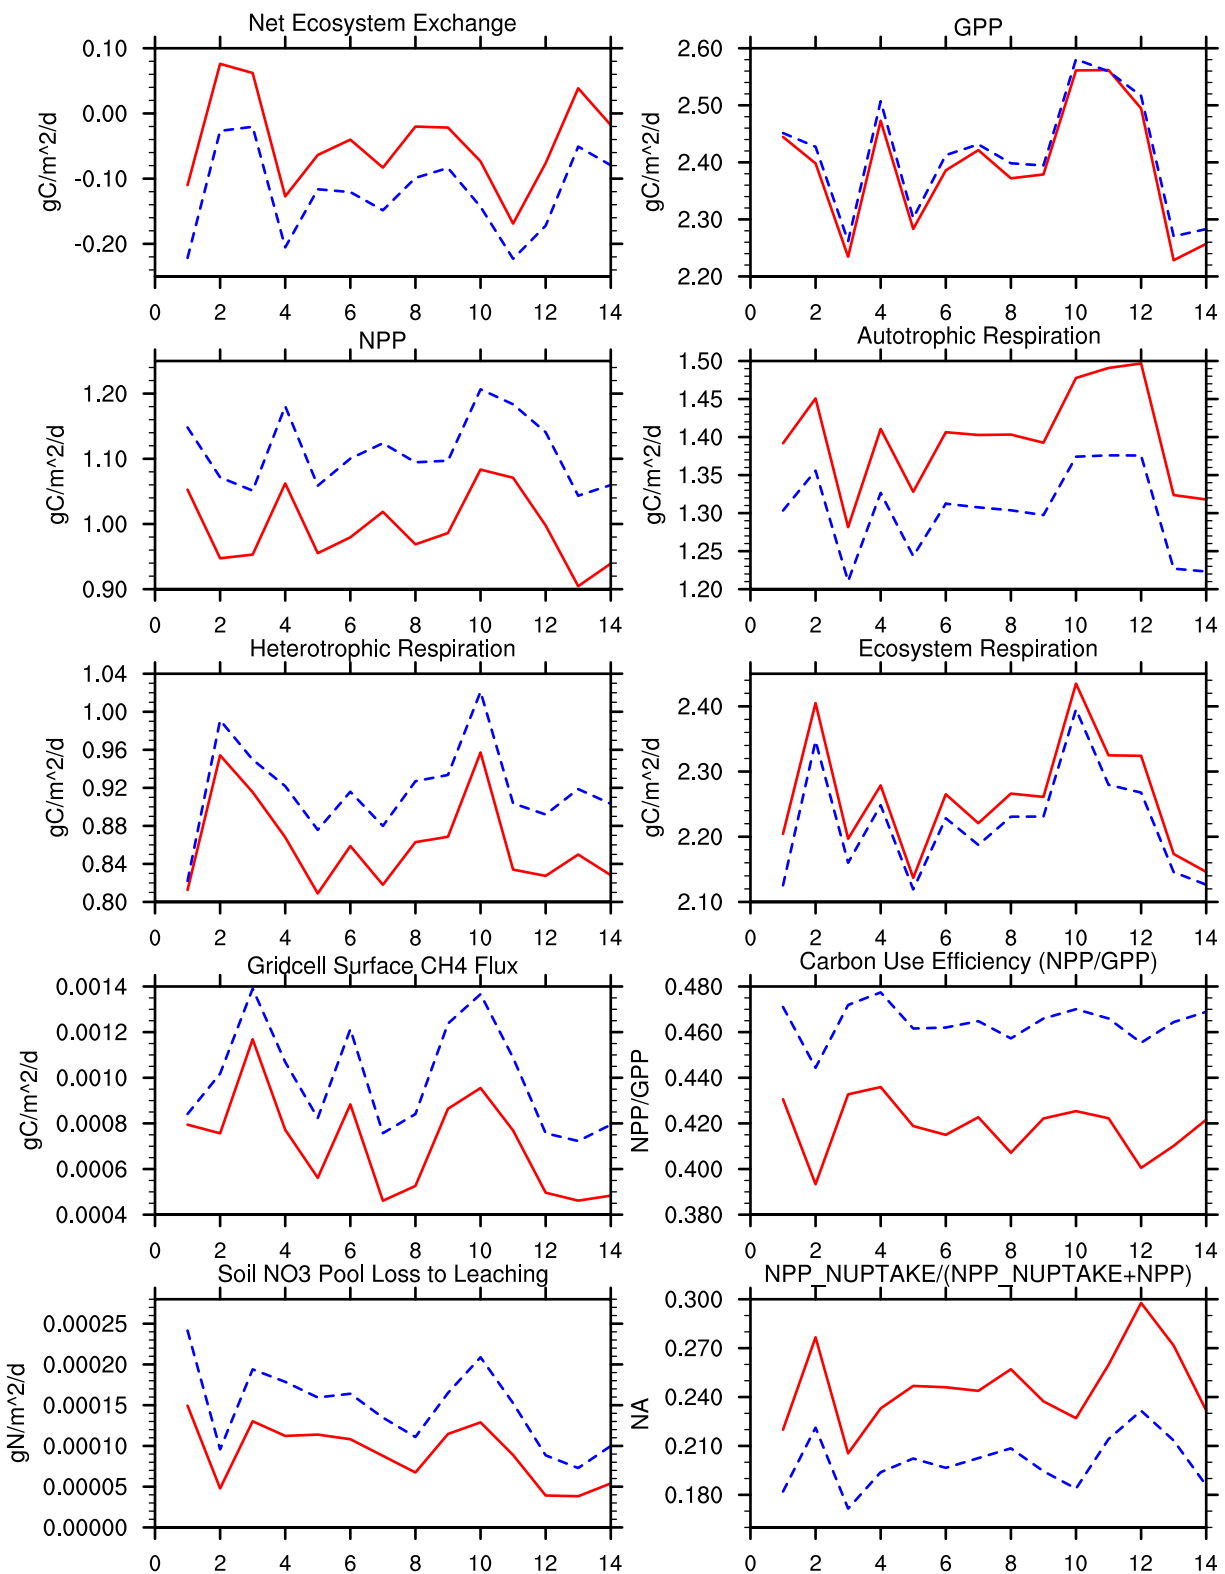 Net Ecosystem Exchange
gC/m^2/d
0.10
0.00
-0.10
-0.20
0 2 4 6 8 10 12 14
GPP
gC/m^2/d
2.60
2.50
2.40
2.30
2.20
0 2 4 6 8 10 12 14
NPP
gC/m^2/d
1.20
1.10
1.00
0.90
0 2 4 6 8 10 12 14
Autotrophic Respiration
gC/m^2/d
1.50
1.45
1.40
1.35
1.30
1.25
1.20
0 2 4 6 8 10 12 14
Heterotrophic Respiration
gC/m^2/d
1.04
1.00
0.96
0.92
0.88
0.84
0.80
0 2 4 6 8 10 12 14
Ecosystem Respiration
gC/m^2/d
2.40
2.30
2.20
2.10
0 2 4 6 8 10 12 14
Gridcell Surface CH4 Flux
gC/m^2/d
0.0014
0.0012
0.0010
0.0008
0.0006
0.0004
0 2 4 6 8 10 12 14
Carbon Use Efficiency (NPP/GPP)
NPP/GPP
0.480
0.460
0.440
0.420
0.400
0.380
0 2 4 6 8 10 12 14
Soil NO3 Pool Loss to Leaching
gN/m^2/d
0.00025
0.00020
0.00015
0.00010
0.00005
0.00000
0 2 4 6 8 10 12 14
NPP_NUPTAKE/(NPP_NUPTAKE+NPP)
NA
0.300
0.270
0.240
0.210
0.180
0 2 4 6 8 10 12 14